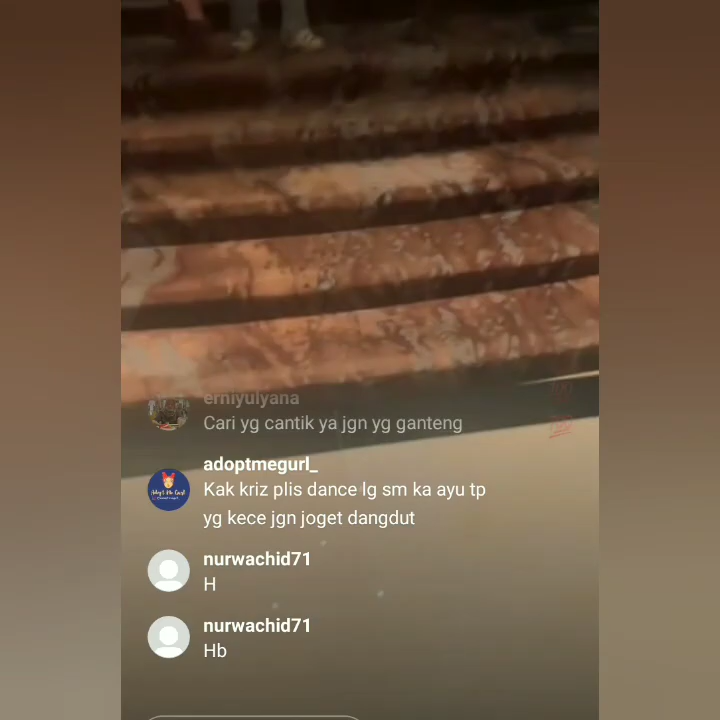 erniyulyana
Cari yg cantik ya jgn yg ganteng
adoptmegurl_
Kak kriz plis dance lg sm ka ayu tp
yg kece jgn joget dangdut
nurwachid71
H
nurwachid71
Hb